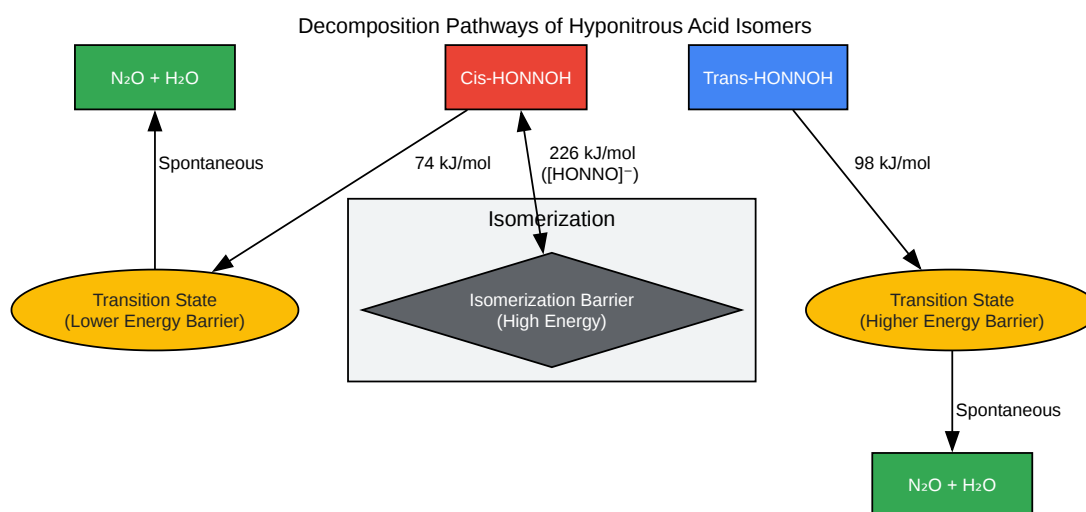 Decomposition Pathways of Hyponitrous Acid Isomers
N₂O + H₂O
Cis-HONNOH
Trans-HONNOH
Spontaneous
74 kJ/mol
226 kJ/mol
([HONNO]⁻)
98 kJ/mol
Isomerization
Transition State
(Lower Energy Barrier)
Isomerization Barrier
(High Energy)
Transition State
(Higher Energy Barrier)
Spontaneous
N₂O + H₂O